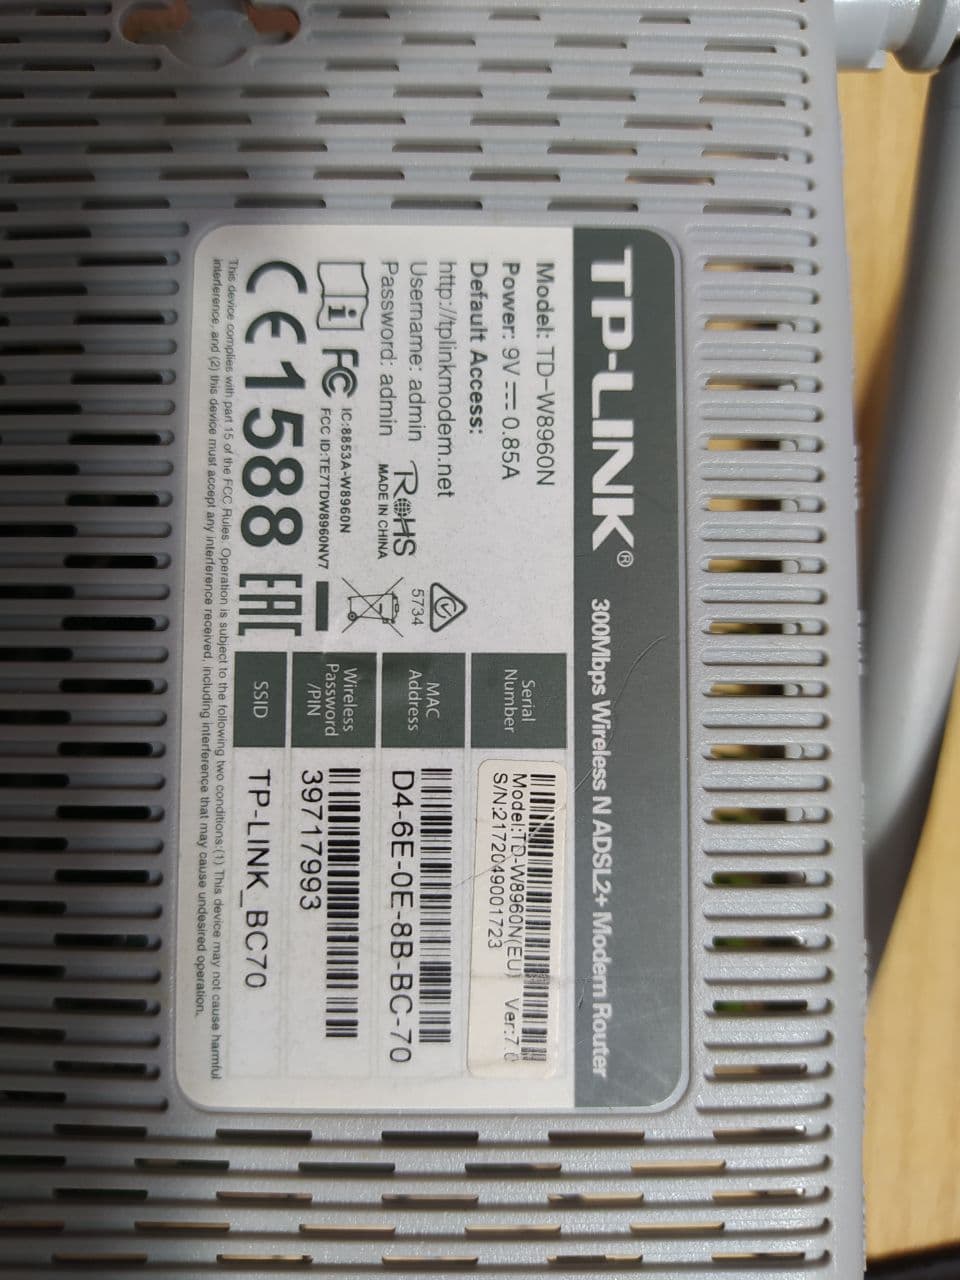 TP-LINK® 300Mbps Wireless N ADSL2+ Modem Router
Model: TD-W8960N
Power: 9V⎓0.85A
Default Access:
http://tplinkmodem.net
Username: admin
Password: admin
RoHS
MADE IN CHINA
5734
i
FC
IC:8853A-W8960N
FCC ID:TE7TDW8960NV7
CE1588 EAC
Serial Number
Model:TD-W8960N(EU) Ver:7.0
S/N:2172049001723
MAC Address
D4-6E-0E-8B-BC-70
Wireless Password /PIN
39717993
SSID
TP-LINK_BC70
This device complies with part 15 of the FCC Rules. Operation is subject to the following two conditions:(1) This device may not cause harmful
interference, and (2) this device must accept any interference received, including interference that may cause undesired operation.